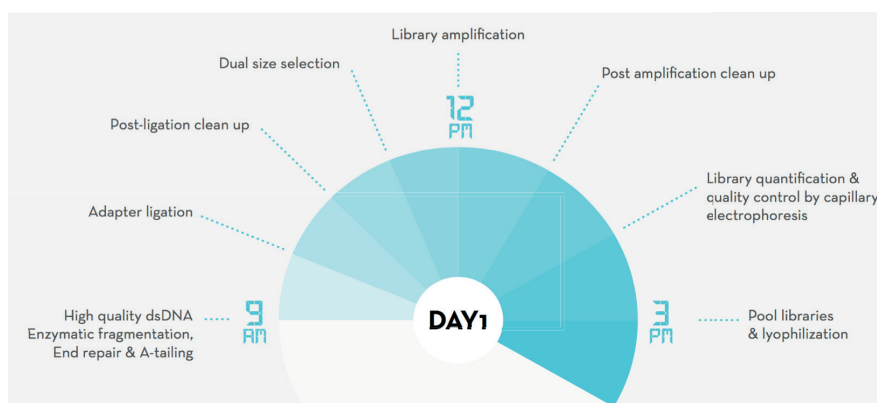 Library amplification
Dual size selection
Post amplification clean up
12
PM
Post-ligation clean up
Library quantification &
quality control by capillary
electrophoresis
Adapter ligation
High quality dsDNA
Enzymatic fragmentation,
End repair & A-tailing
9
AM
DAY1
3
PM
Pool libraries
& lyophilization